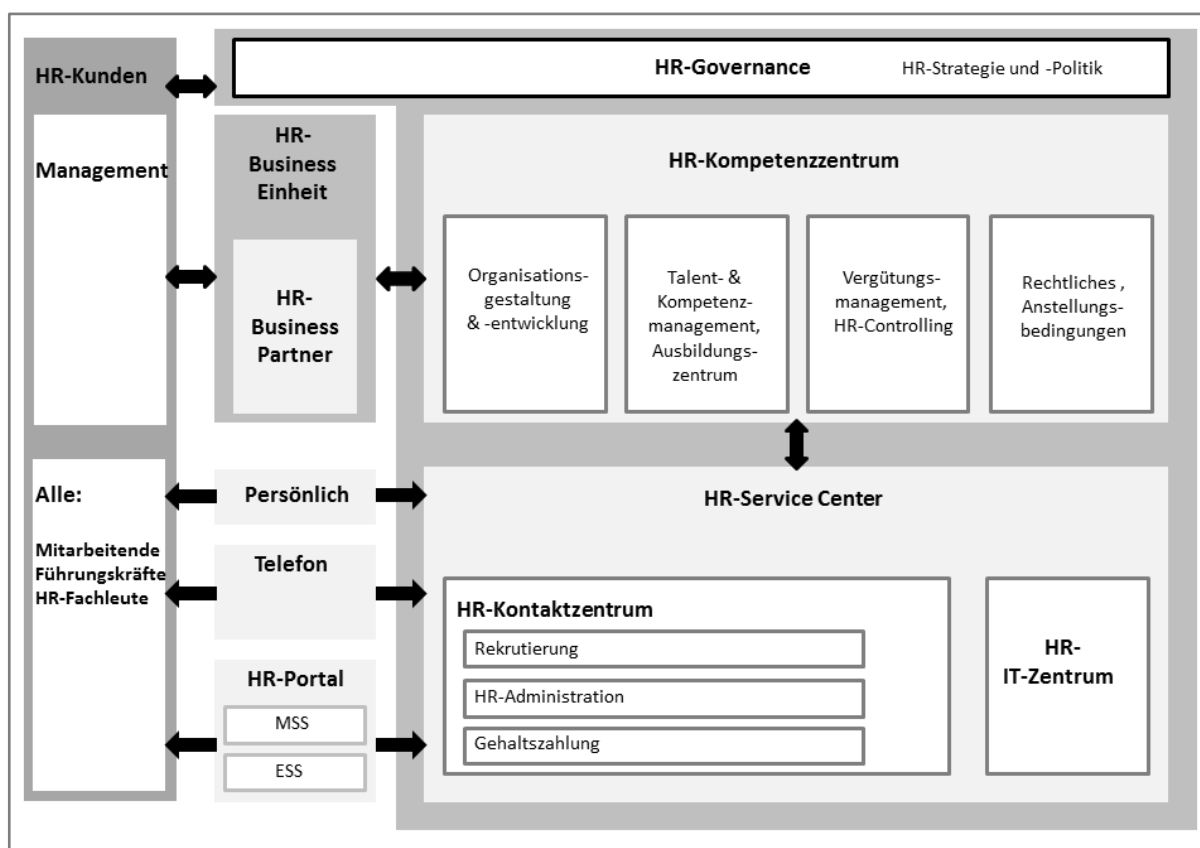 HR-Kunden
HR-Governance HR-Strategie und -Politik
Management
HR-
Business
Einheit
HR-
Business
Partner
HR-Kompetenzzentrum
Organisations-
gestaltung
& -entwicklung
Talent- &
Kompetenz-
management,
Ausbildungs-
zentrum
Vergütungs-
management,
HR-Controlling
Rechtliches ,
Anstellungs-
bedingungen
Alle:
Mitarbeitende
Führungskräfte
HR-Fachleute
Persönlich
Telefon
HR-Portal
MSS
ESS
HR-Service Center
HR-Kontaktzentrum
Rekrutierung
HR-Administration
Gehaltszahlung
HR-
IT-Zentrum